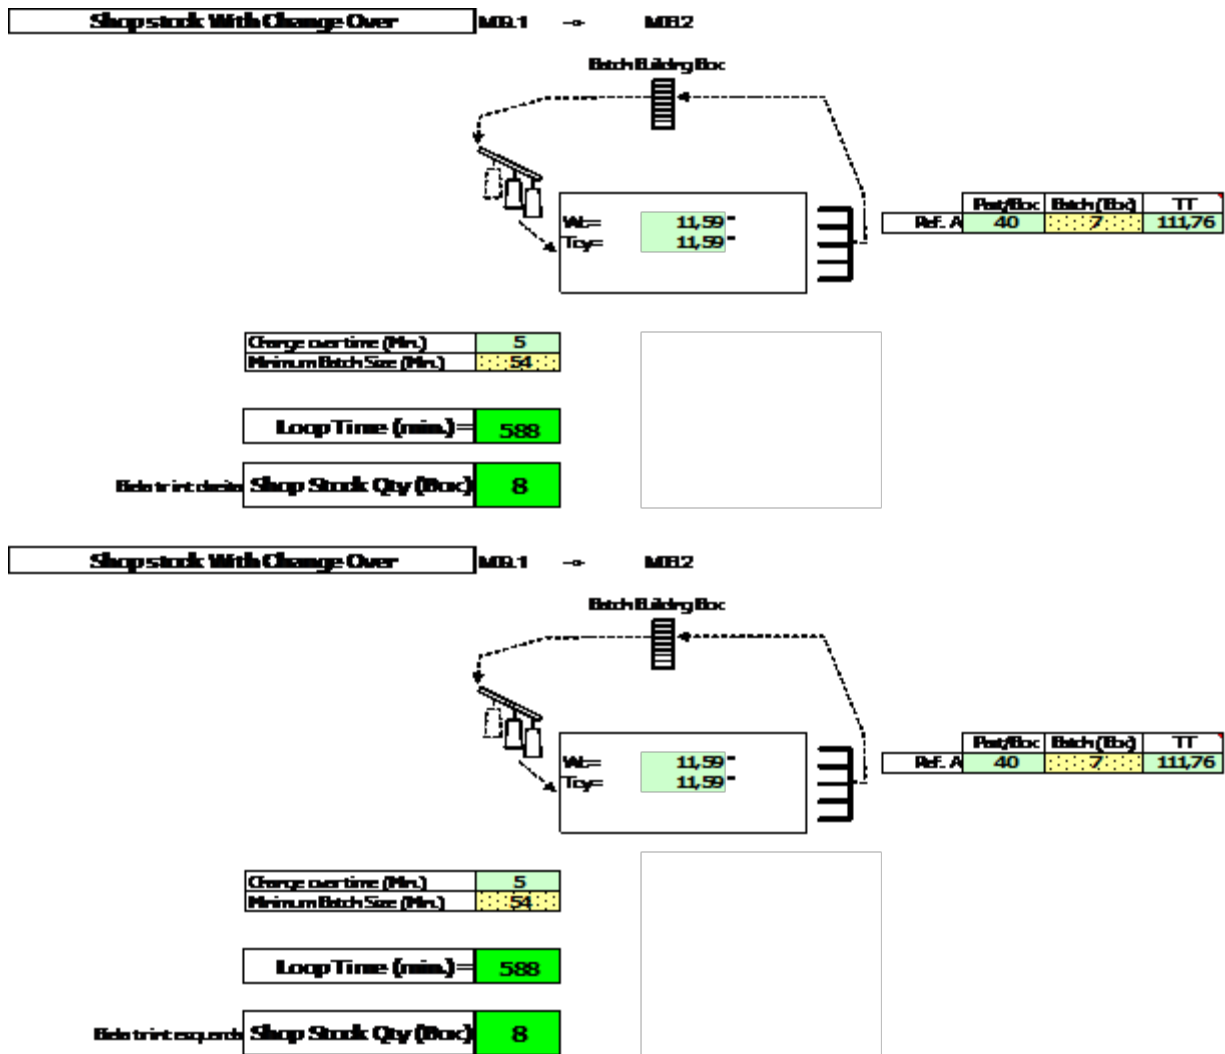 Shop stock With Change Over MB.1 -> MB2
Batch Building Box
Wt= 11,59 "
Tcy= 11,59 "
Part/Box Batch (Box) TT
Ref. A 40 7 111,76
Change over time (Min.) 5
Minimum Batch Size (Min.) 54
Loop Time (min.)= 588
Shop Stock Qty (Box) 8
Shop stock With Change Over MB.1 -> MB2
Batch Building Box
Wt= 11,59 "
Tcy= 11,59 "
Part/Box Batch (Box) TT
Ref. A 40 7 111,76
Change over time (Min.) 5
Minimum Batch Size (Min.) 54
Loop Time (min.)= 588
Shop Stock Qty (Box) 8